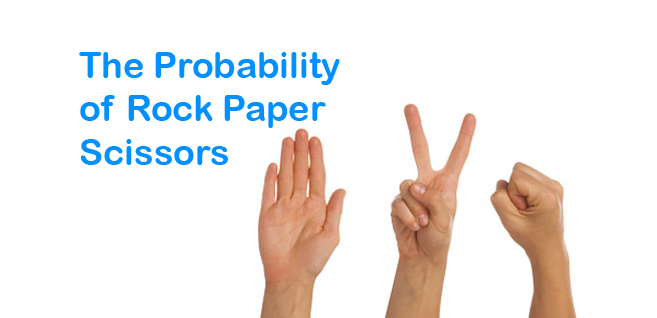 The Probability
of Rock Paper
Scissors